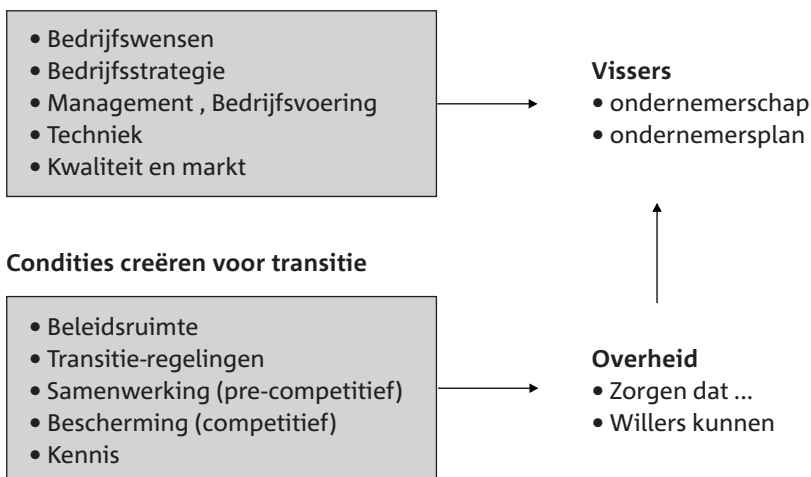 • Bedrijfswensen
• Bedrijfsstrategie
• Management , Bedrijfsvoering
• Techniek
• Kwaliteit en markt
Vissers
• ondernemerschap
• ondernemersplan
Condities creëren voor transitie
• Beleidsruimte
• Transitie-regelingen
• Samenwerking (pre-competitief)
• Bescherming (competitief)
• Kennis
Overheid
• Zorgen dat ...
• Willers kunnen